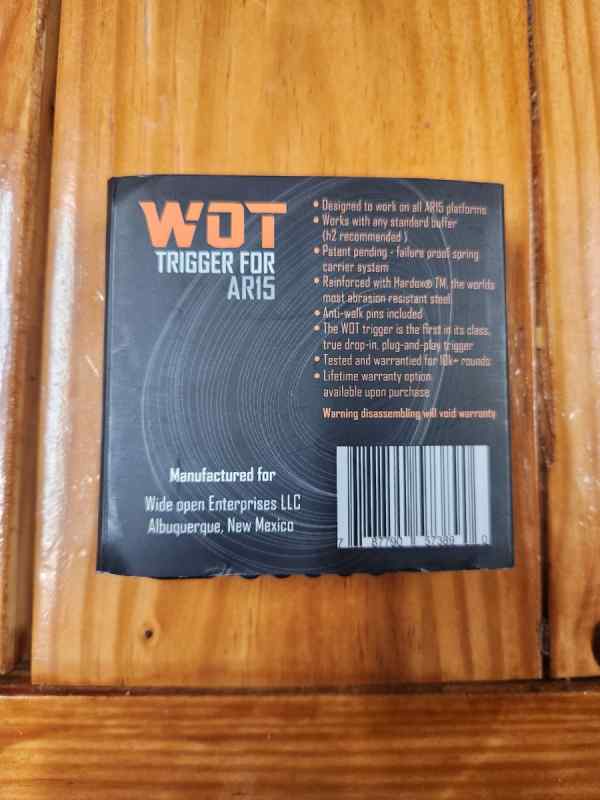 WOT
TRIGGER FOR
AR15
• Designed to work on all AR15 platforms
• Works with any standard buffer
(h2 recommended )
• Patent pending - failure proof spring
carrier system
• Rainforced with Hardox® TM, the worlds
most abrasion resistant steel
• Anti-walk pins included
• The WOT trigger is the first in its class,
true drop-in, plug-and-play trigger
• Tested and warrantied for 10k+ rounds
• Lifetime warranty option
available upon purchase
Warning disassembling will void warranty
Manufactured for
Wide open Enterprises LLC
Albuquerque, New Mexico